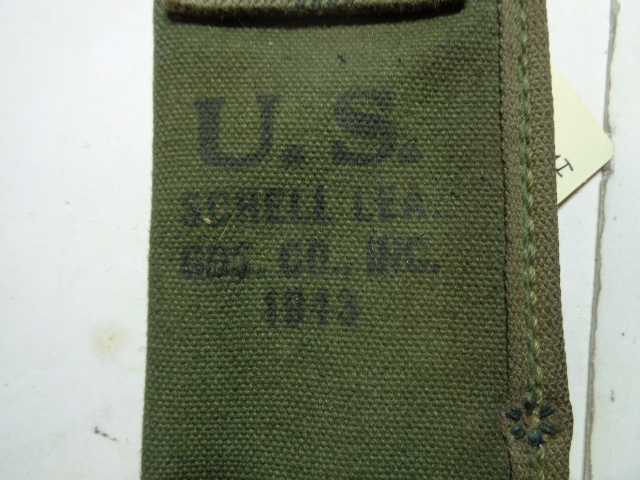 U.S.
SCHELL LEA.
GDS. CO., INC.
1943